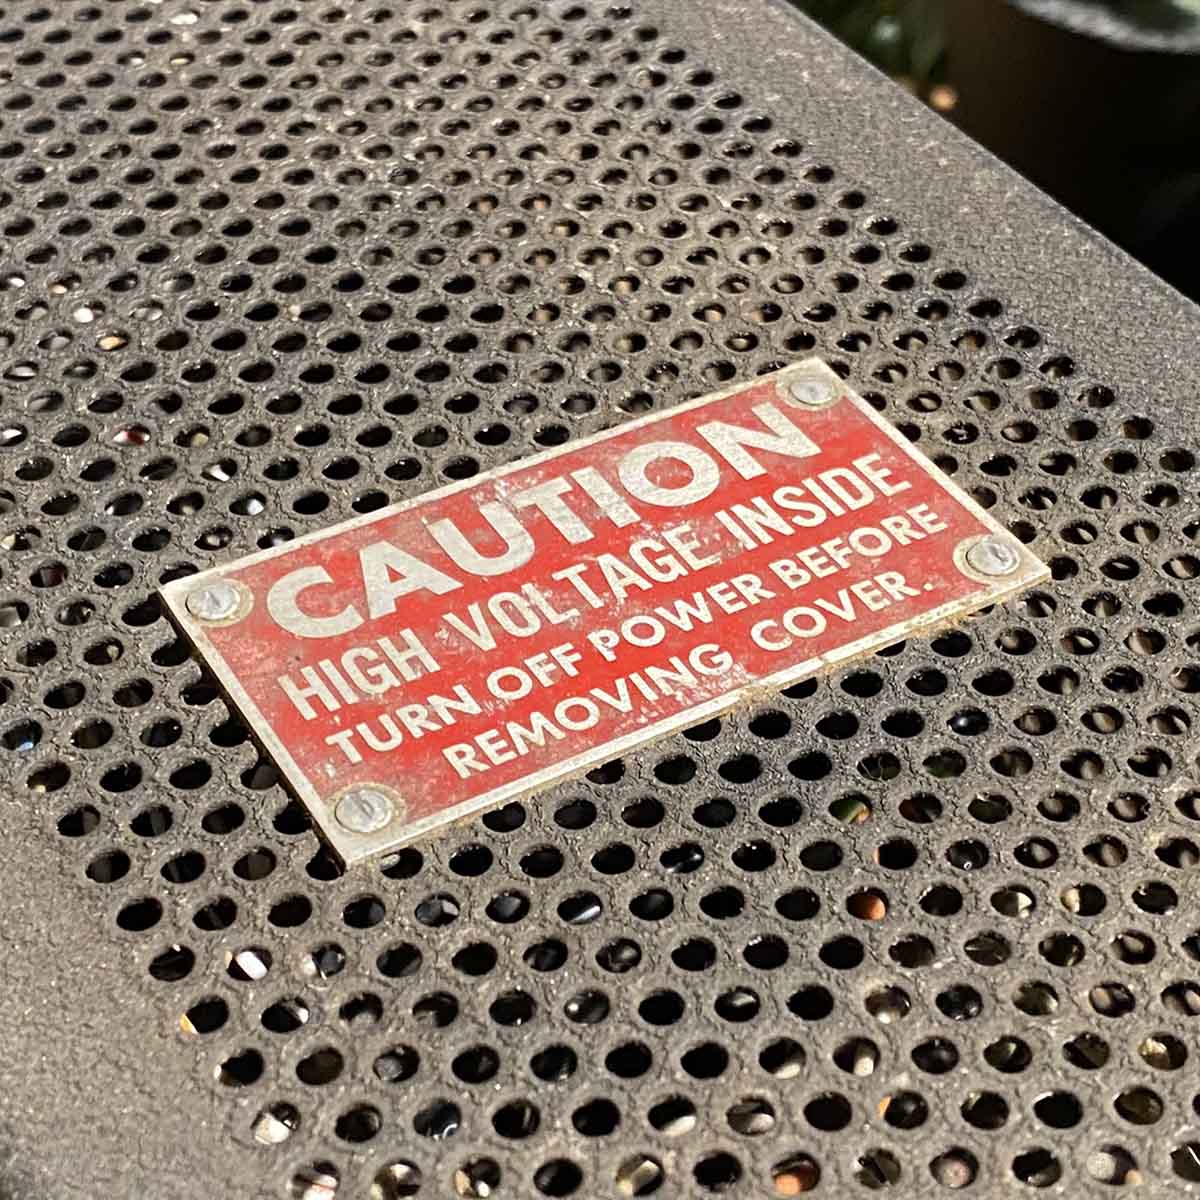 CAUTION
HIGH VOLTAGE INSIDE
TURN OFF POWER BEFORE
REMOVING COVER.